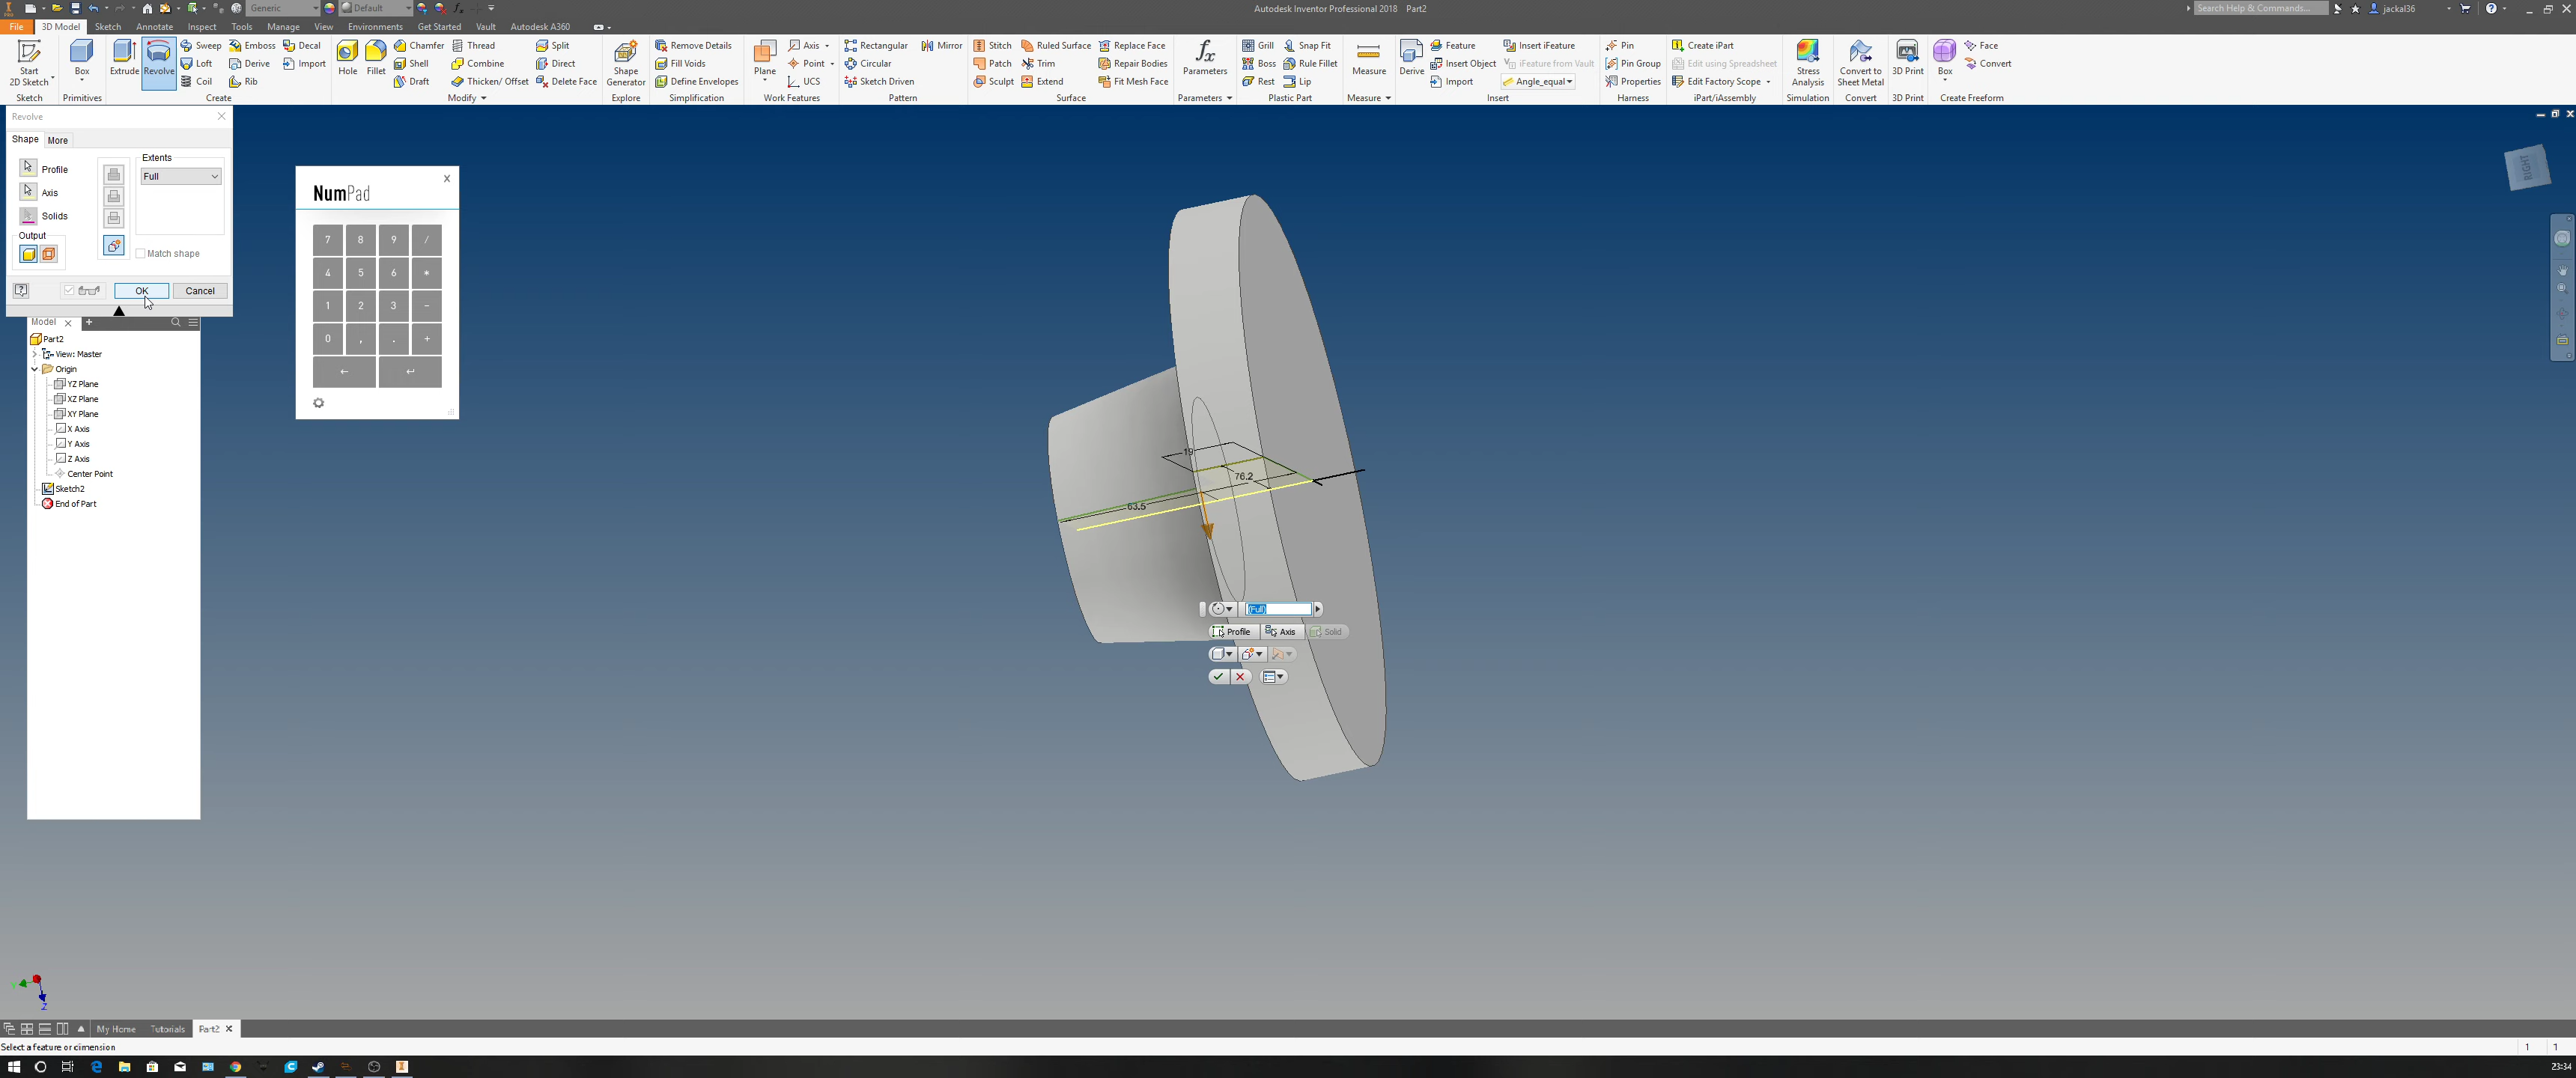 Generic Default Autodesk Inventor Professional 2018 Part2 Search Help & Commands... jackal36
File 3D Model Sketch Annotate Inspect Tools Manage View Environments Get Started Vault Autodesk A360
Start 2D Sketch Box Extrude Revolve Sweep Emboss Decal Hole Fillet Chamfer Thread Split Shape Generator Remove Details Plane Axis Rectangular Mirror Stitch Ruled Surface Replace Face Parameters Grill Snap Fit Measure Derive Feature Insert iFeature Pin Create iPart Stress Analysis Convert to Sheet Metal 3D Print Box Face
Loft Derive Import Shell Combine Direct Fill Voids Point Circular Patch Trim Repair Bodies Boss Rule Fillet Insert Object iFeature from Vault Pin Group Edit using Spreadsheet Convert
Coil Rib Draft Thicken/ Offset Delete Face Define Envelopes UCS Sketch Driven Sculpt Extend Fit Mesh Face Rest Lip Import Angle_equal Properties Edit Factory Scope
Sketch Primitives Create Modify Explore Simplification Work Features Pattern Surface Parameters Plastic Part Measure Insert Harness iPart/iAssembly Simulation Convert 3D Print Create Freeform
Revolve
Shape More
Profile
Axis
Solids
Output
Extents
Full
Match shape
OK Cancel
Model
Part2
View: Master
Origin
YZ Plane
XZ Plane
XY Plane
X Axis
Y Axis
Z Axis
Center Point
Sketch2
End of Part
NumPad
7 8 9 /
4 5 6 *
1 2 3 -
0 , . +
RIGHT
19
76.2
63.5
(Full)
Profile Axis Solid
Z
My Home Tutorials Part2
Select a feature or dimension
1 1
23:34